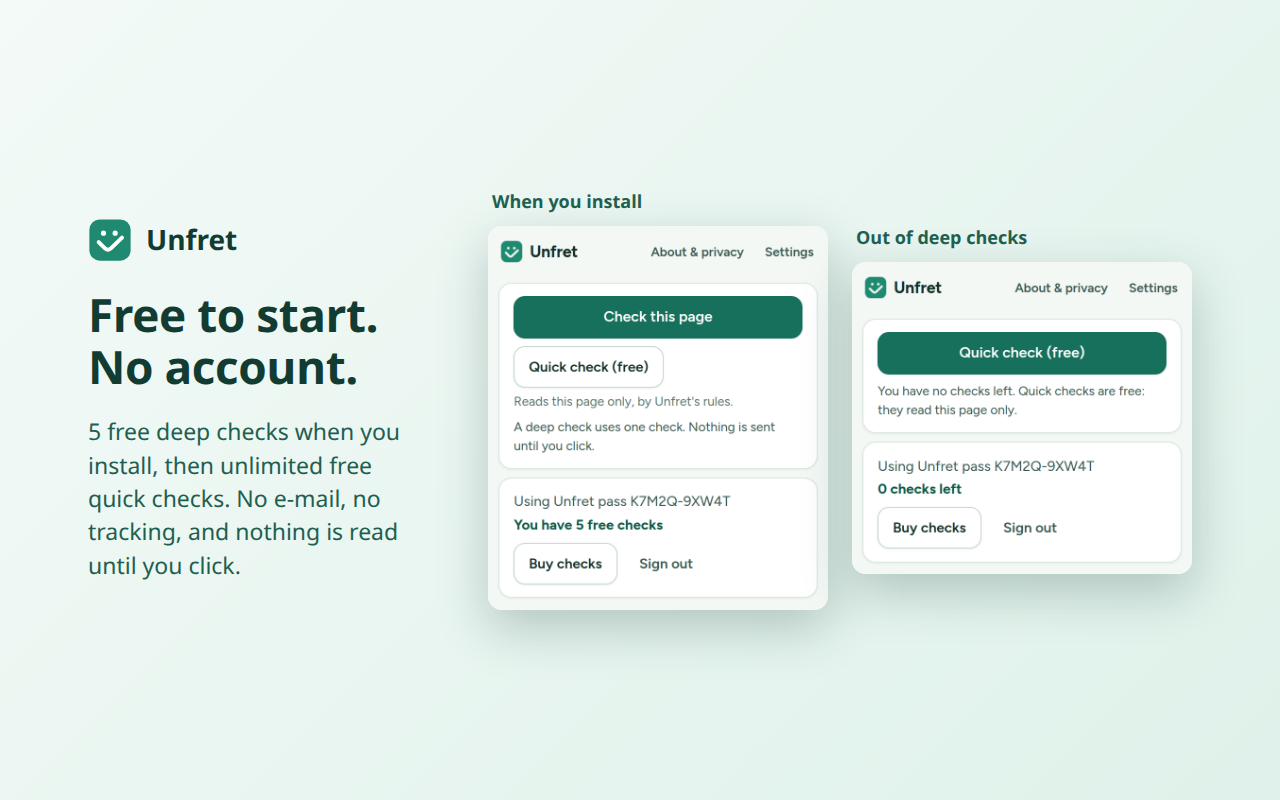 Unfret
Free to start.
No account.
5 free deep checks when you
install, then unlimited free
quick checks. No e-mail, no
tracking, and nothing is read
until you click.
When you install
Unfret
About & privacy
Settings
Check this page
Quick check (free)
Reads this page only, by Unfret's rules.
A deep check uses one check. Nothing is sent
until you click.
Using Unfret pass K7M2Q-9XW4T
You have 5 free checks
Buy checks
Sign out
Out of deep checks
Unfret
About & privacy
Settings
Quick check (free)
You have no checks left. Quick checks are free:
they read this page only.
Using Unfret pass K7M2Q-9XW4T
0 checks left
Buy checks
Sign out